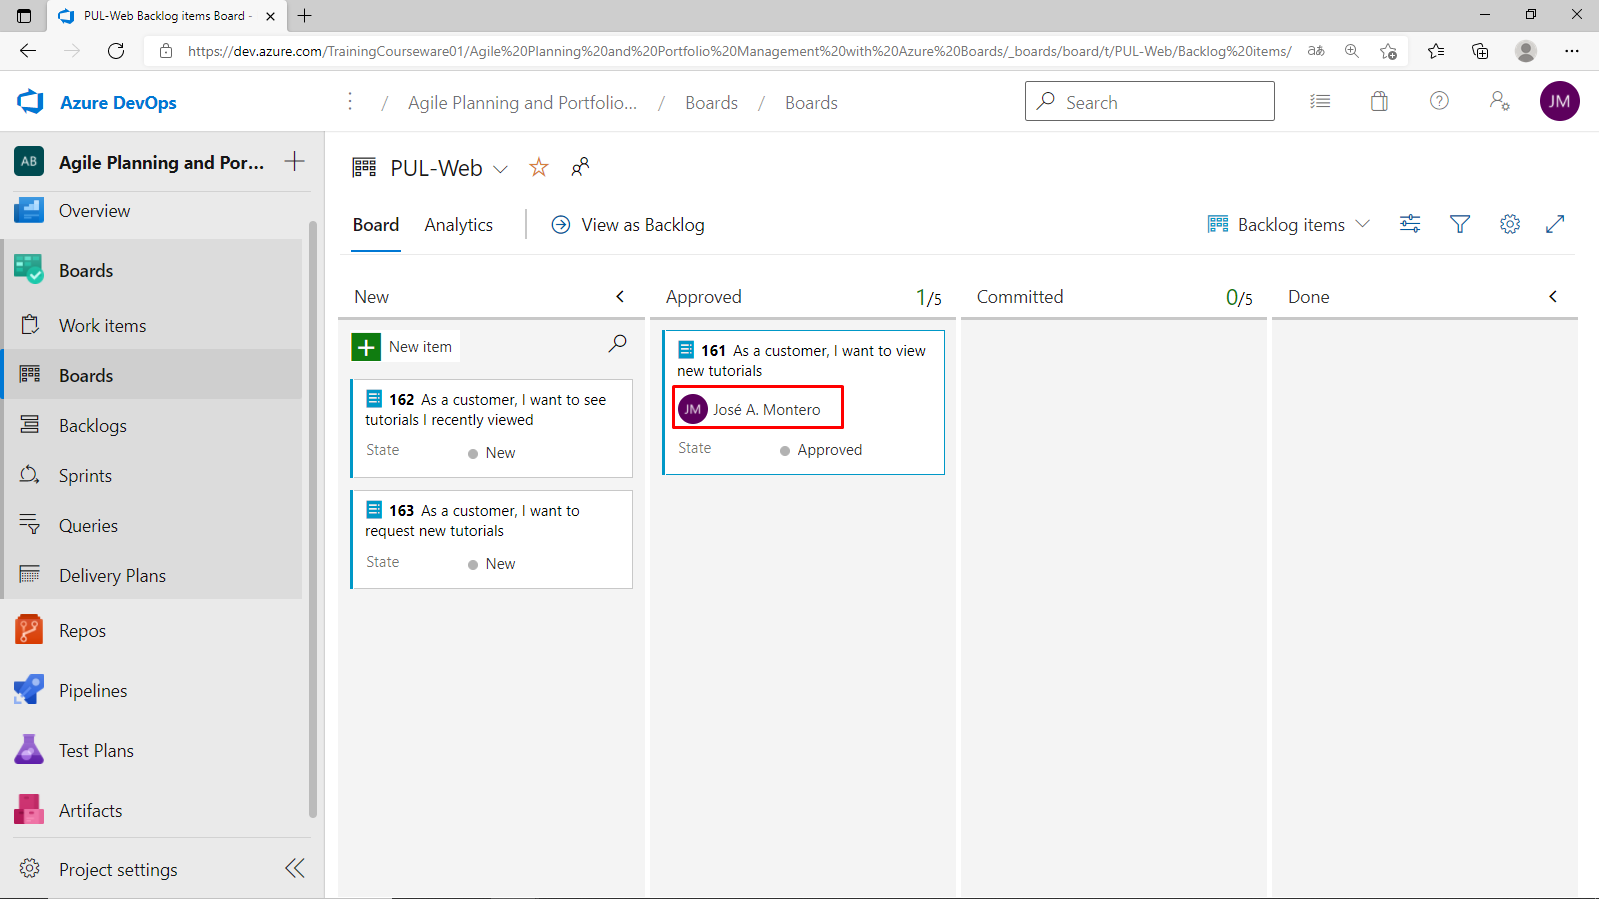 PUL-Web Backlog items Board -
https://dev.azure.com/TrainingCourseware01/Agile%20Planning%20and%20Portfolio%20Management%20with%20Azure%20Boards/_boards/board/t/PUL-Web/Backlog%20items/
Azure DevOps
/ Agile Planning and Portfolio... / Boards / Boards
Search
JM
AB Agile Planning and Por...
Overview
Boards
Work items
Boards
Backlogs
Sprints
Queries
Delivery Plans
Repos
Pipelines
Test Plans
Artifacts
Project settings
PUL-Web
Board Analytics View as Backlog
Backlog items
New
New item
162 As a customer, I want to see
tutorials I recently viewed
State New
163 As a customer, I want to
request new tutorials
State New
Approved 1/5
161 As a customer, I want to view
new tutorials
JM José A. Montero
State Approved
Committed 0/5
Done